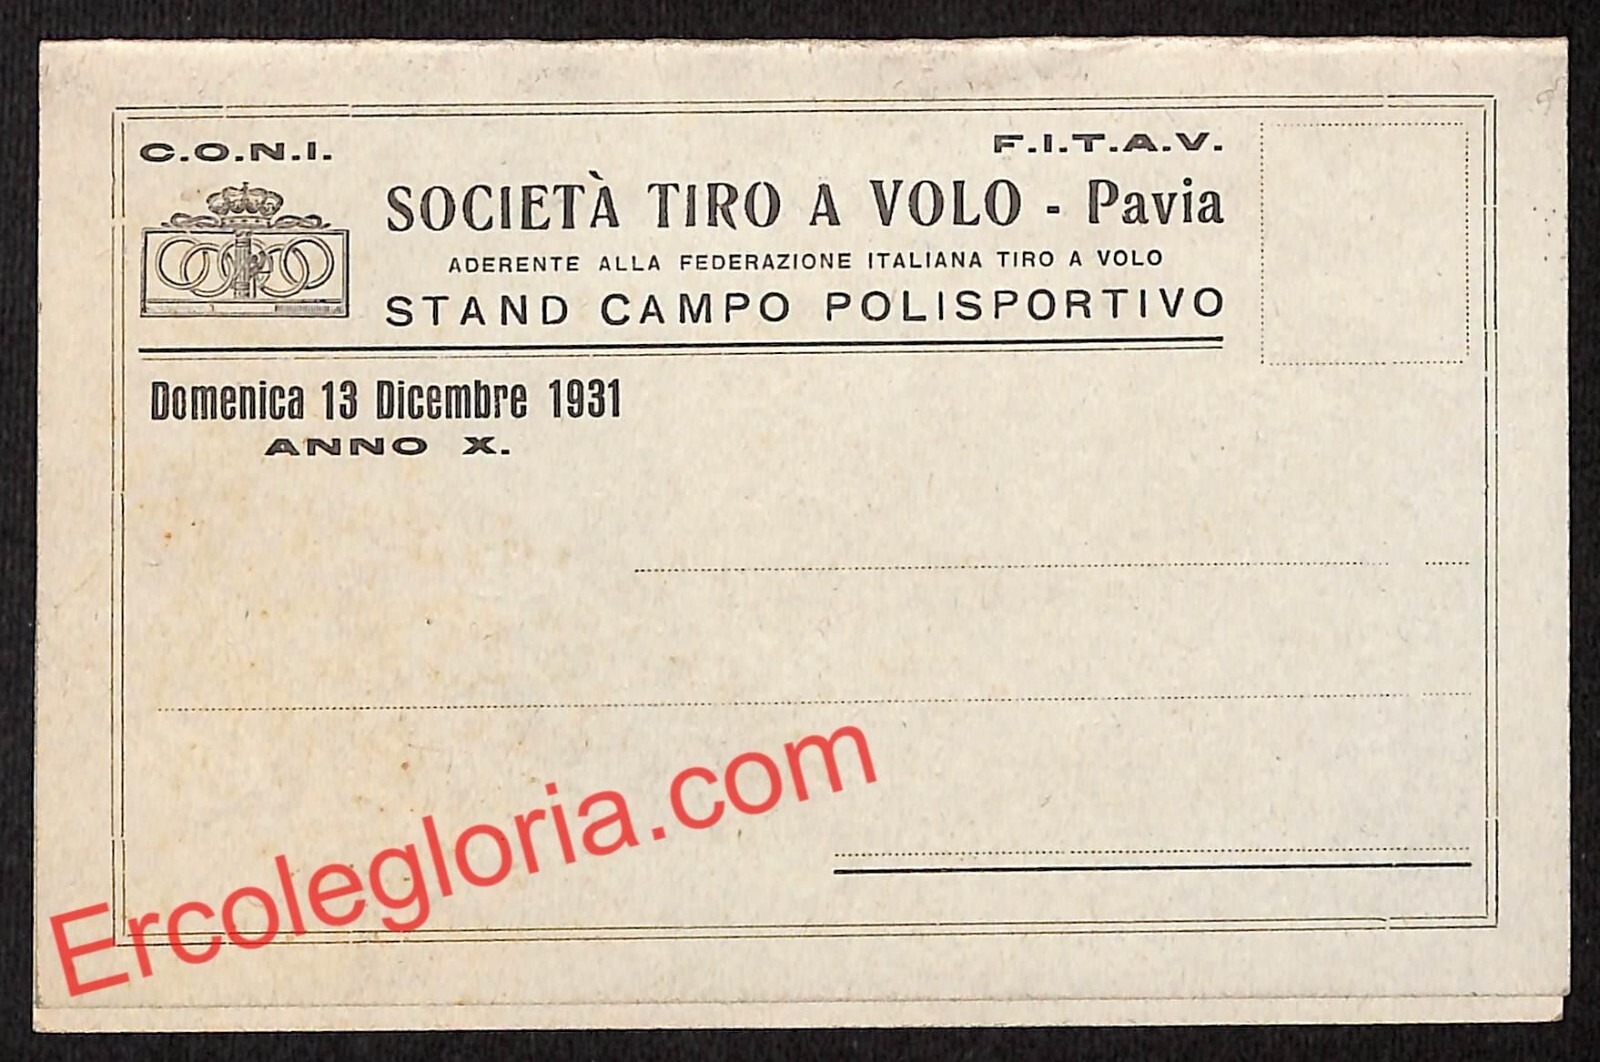 C.O.N.I.
F.I.T.A.V.
SOCIETÀ TIRO A VOLO - Pavia
ADERENTE ALLA FEDERAZIONE ITALIANA TIRO A VOLO
STAND CAMPO POLISPORTIVO
Domenica 13 Dicembre 1931
ANNO X.
Ercolegloria.com